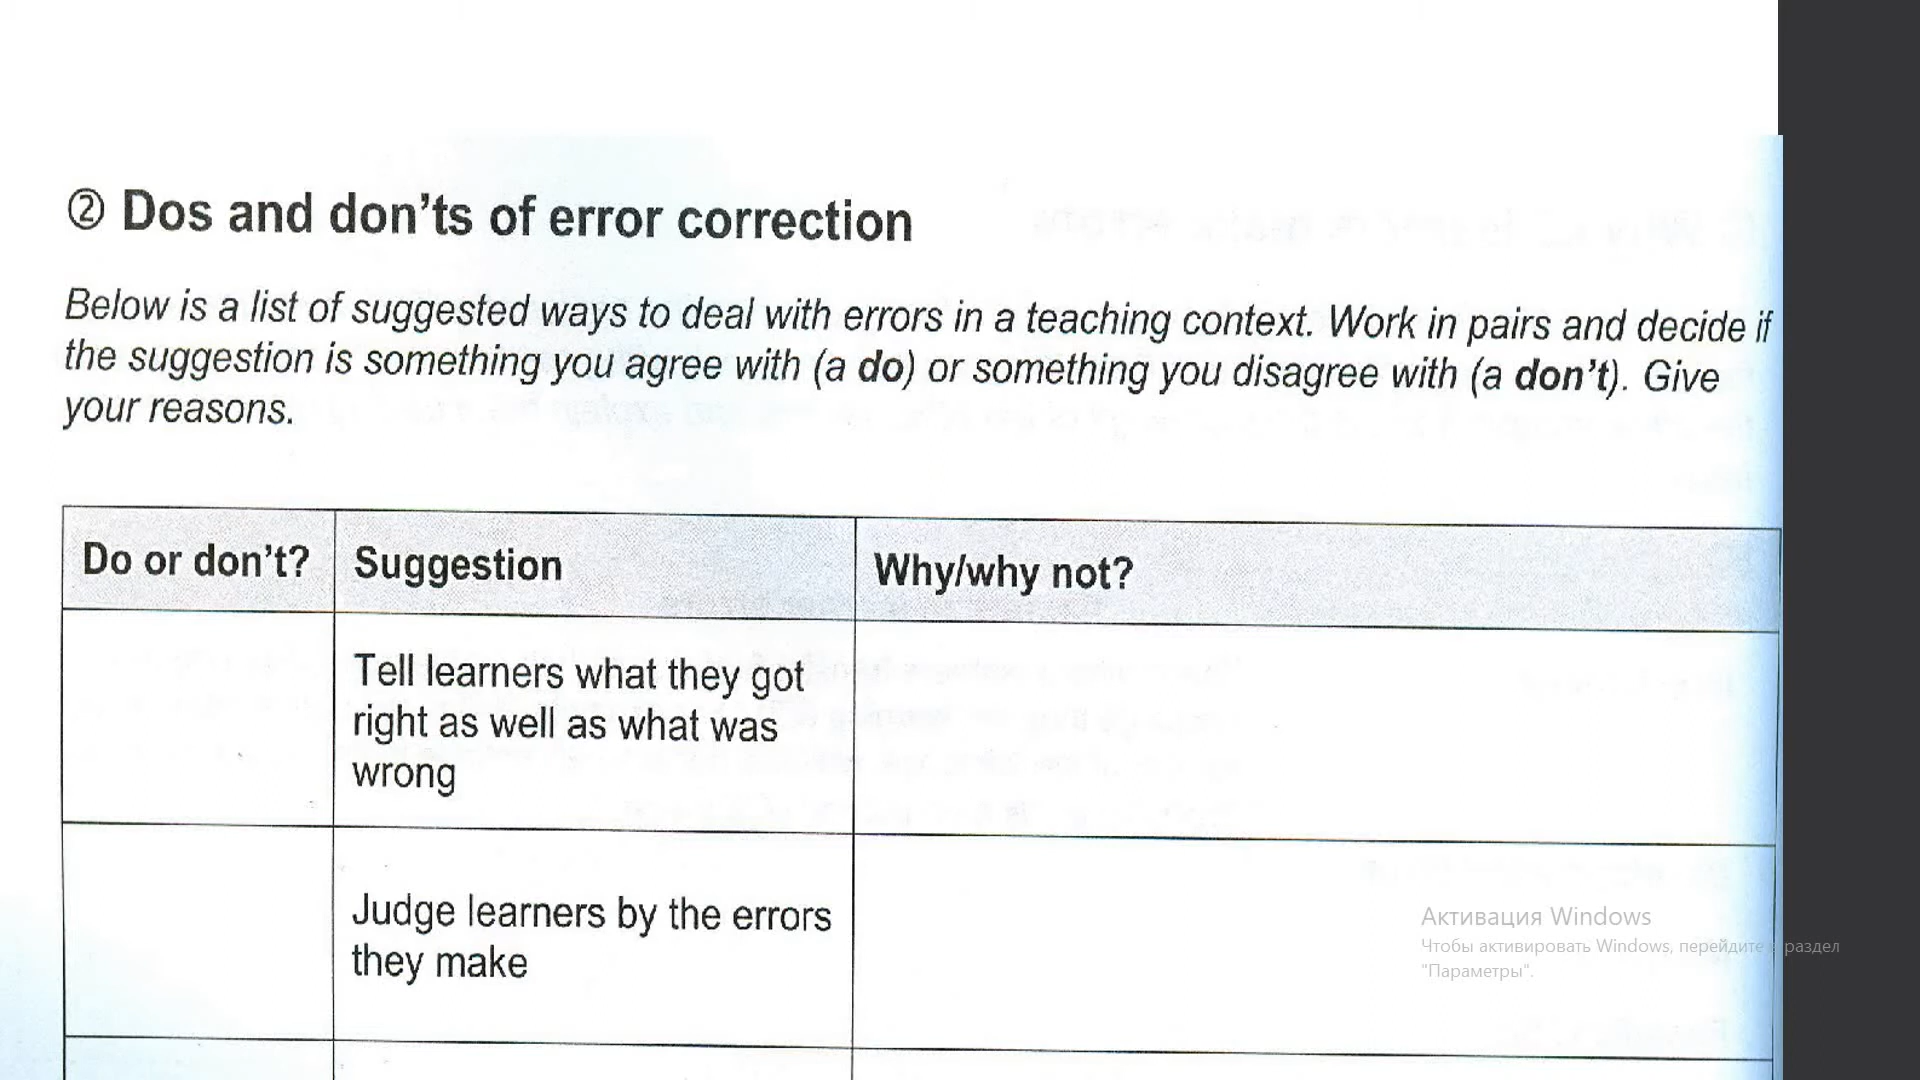 ② Dos and don'ts of error correction
Below is a list of suggested ways to deal with errors in a teaching context. Work in pairs and decide if
the suggestion is something you agree with (a do) or something you disagree with (a don't). Give
your reasons.
Do or don't? Suggestion Why/why not?
Tell learners what they got
right as well as what was
wrong
Judge learners by the errors
they make
Активация Windows
Чтобы активировать Windows, перейдите в раздел
"Параметры".